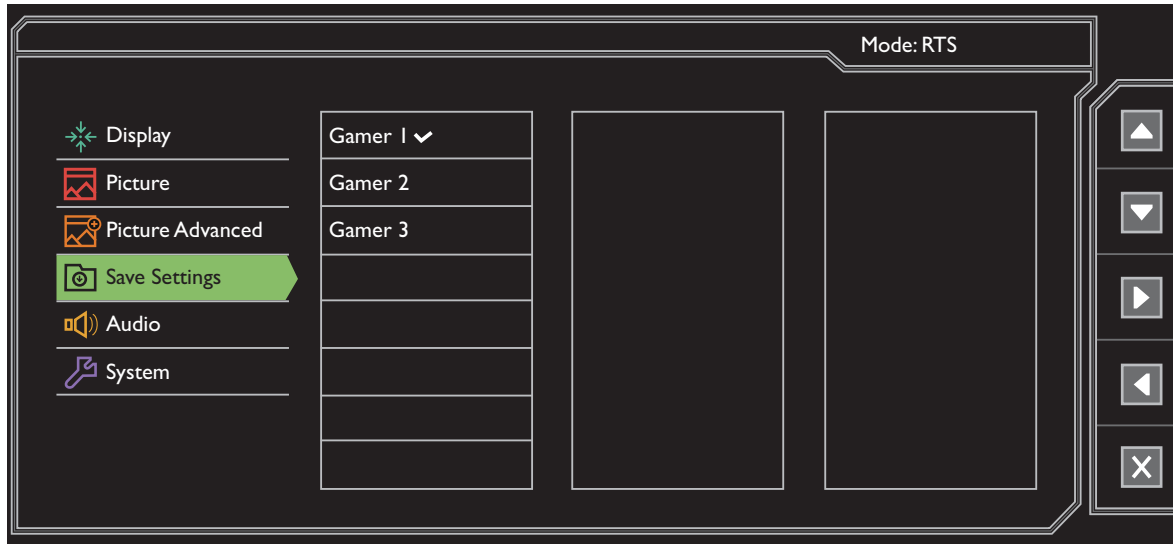 Mode: RTS
Display
Picture
Picture Advanced
Save Settings
Audio
System
Gamer 1
Gamer 2
Gamer 3